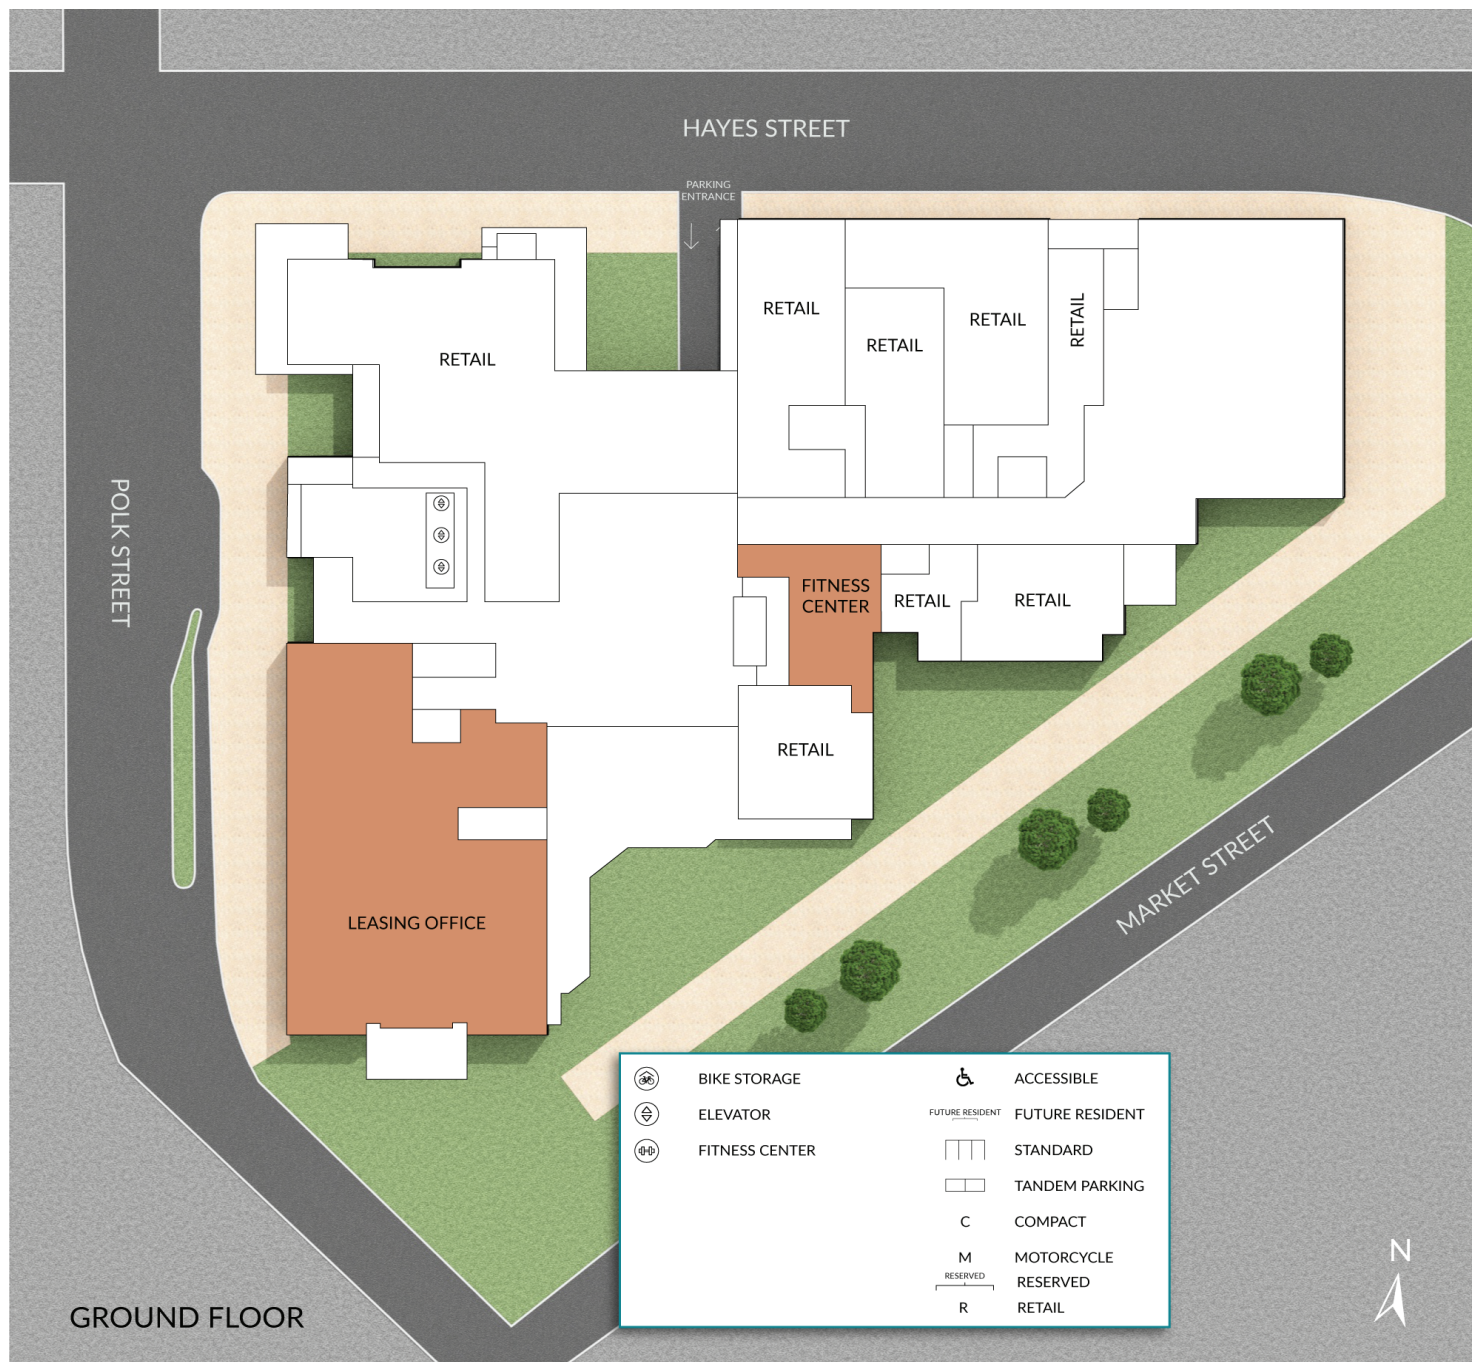 HAYES STREET
PARKING
ENTRANCE
RETAIL
RETAIL
RETAIL
RETAIL
RETAIL
POLK STREET
FITNESS
CENTER
RETAIL
RETAIL
RETAIL
LEASING OFFICE
MARKET STREET
BIKE STORAGE
ELEVATOR
FITNESS CENTER
ACCESSIBLE
FUTURE RESIDENT FUTURE RESIDENT
STANDARD
TANDEM PARKING
C COMPACT
M MOTORCYCLE
RESERVED RESERVED
R RETAIL
N
GROUND FLOOR